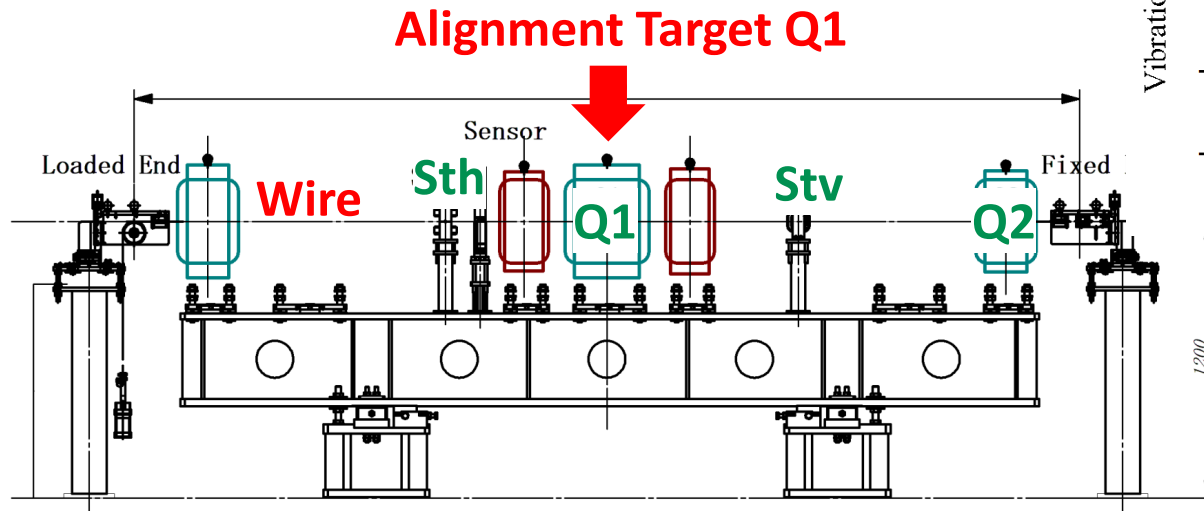 Alignment Target Q1
Vibratio
Sensor
Loaded End
Fixed
Wire
Sth
Stv
Q1
Q2
1200